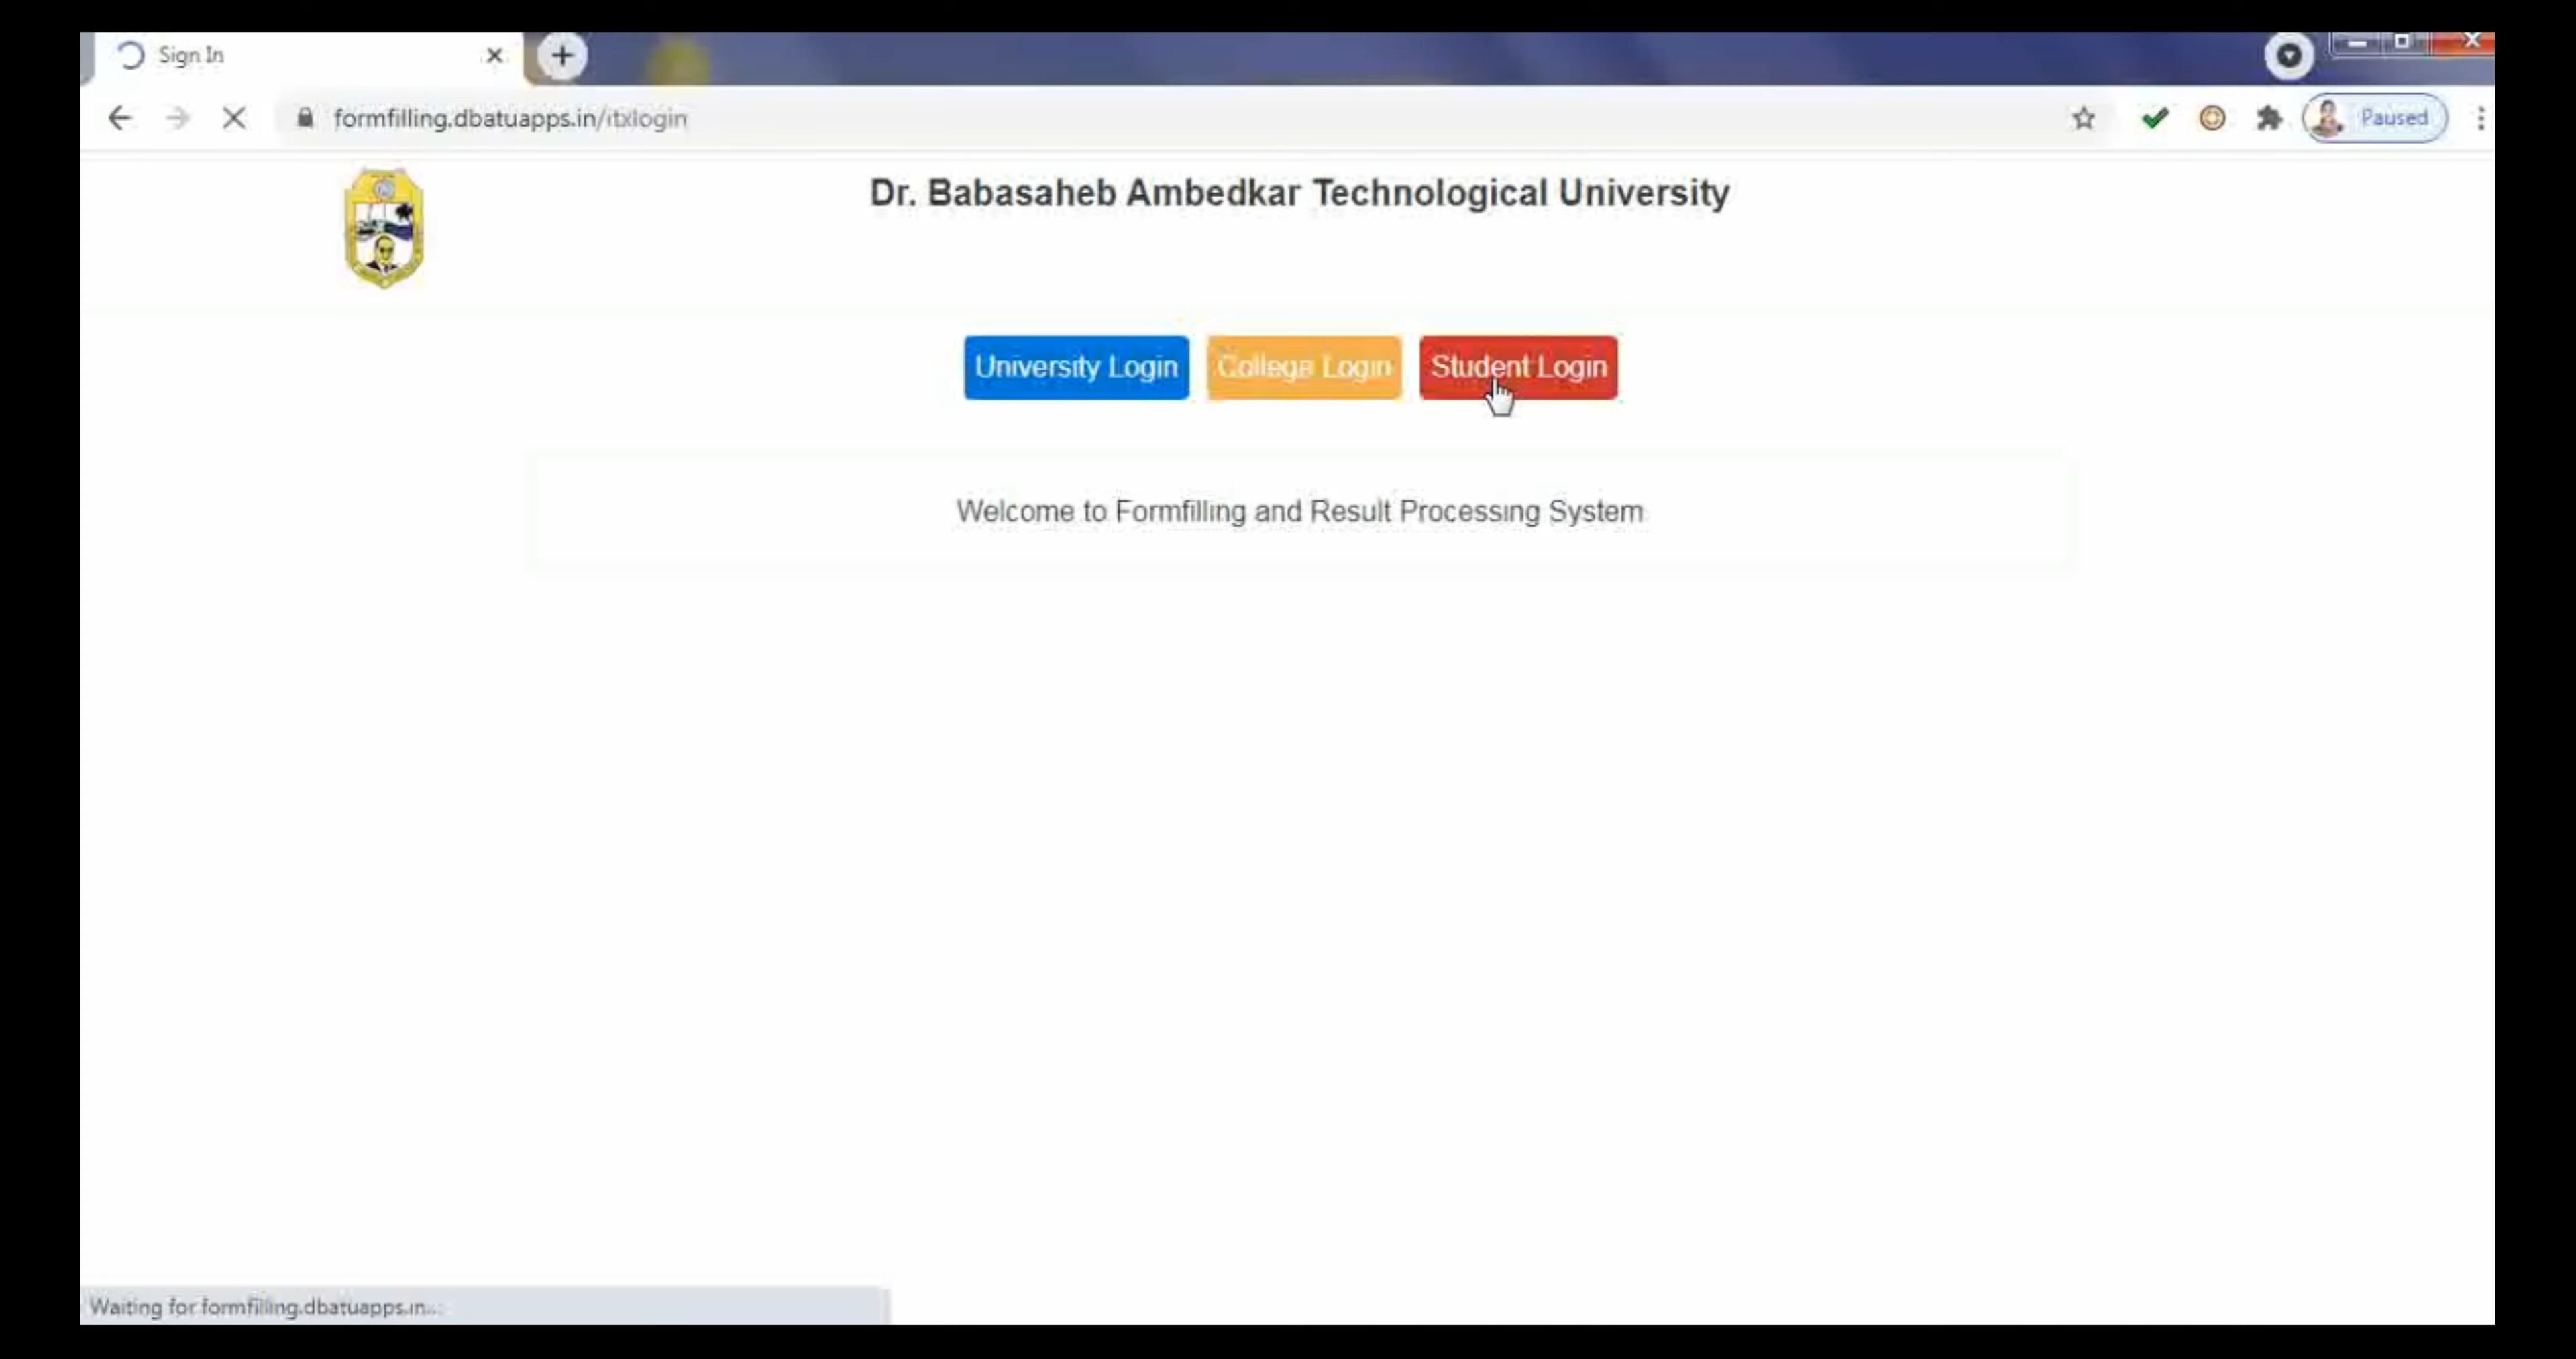 Sign In
formfilling.dbatuapps.in/itxlogin
Paused
Dr. Babasaheb Ambedkar Technological University
University Login
College Login
Student Login
Welcome to Formfilling and Result Processing System
Waiting for formfilling.dbatuapps.in...